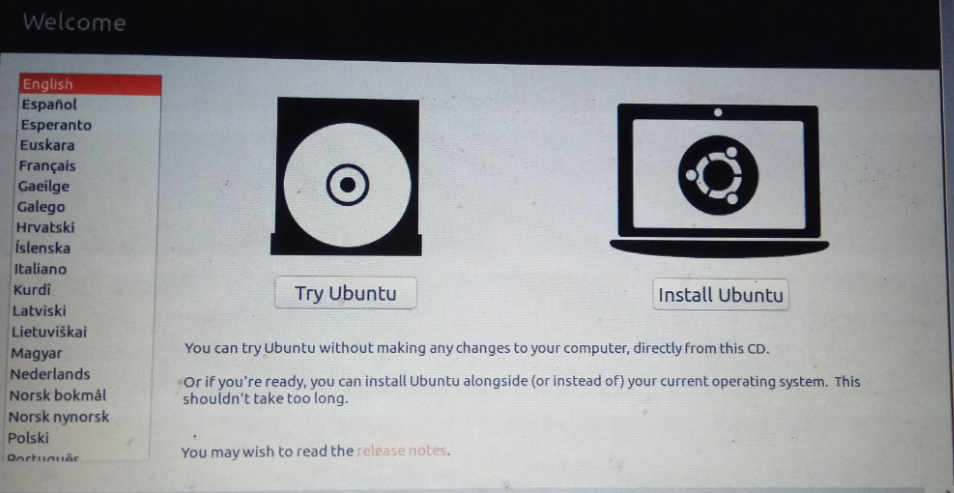 Welcome
English
Español
Esperanto
Euskara
Français
Gaeilge
Galego
Hrvatski
Íslenska
Italiano
Kurdî
Latviski
Lietuviškai
Magyar
Nederlands
Norsk bokmål
Norsk nynorsk
Polski
Português
Try Ubuntu
Install Ubuntu
You can try Ubuntu without making any changes to your computer, directly from this CD.
Or if you're ready, you can install Ubuntu alongside (or instead of) your current operating system. This
shouldn't take too long.
You may wish to read the release notes.